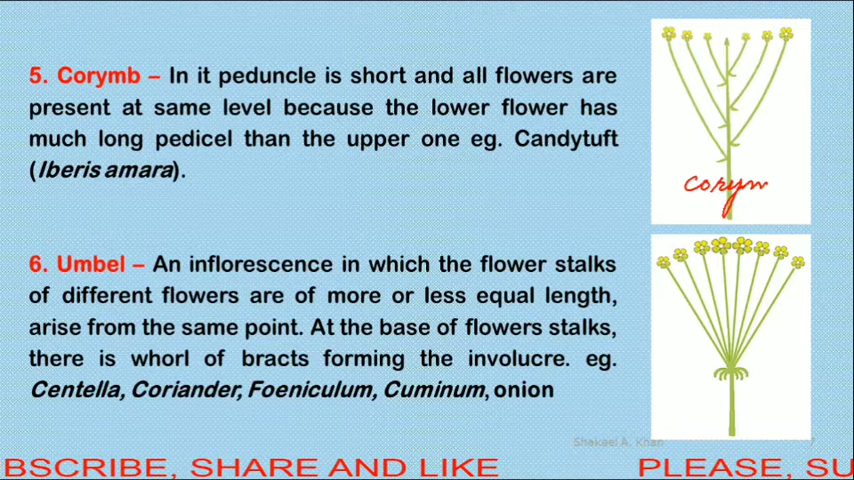 5. Corymb – In it peduncle is short and all flowers are
present at same level because the lower flower has
much long pedicel than the upper one eg. Candytuft
(Iberis amara).
corym
6. Umbel – An inflorescence in which the flower stalks
of different flowers are of more or less equal length,
arise from the same point. At the base of flowers stalks,
there is whorl of bracts forming the involucre. eg.
Centella, Coriander, Foeniculum, Cuminum, onion
Shakeel A. Khan 7
BSCRIBE, SHARE AND LIKE PLEASE, SU